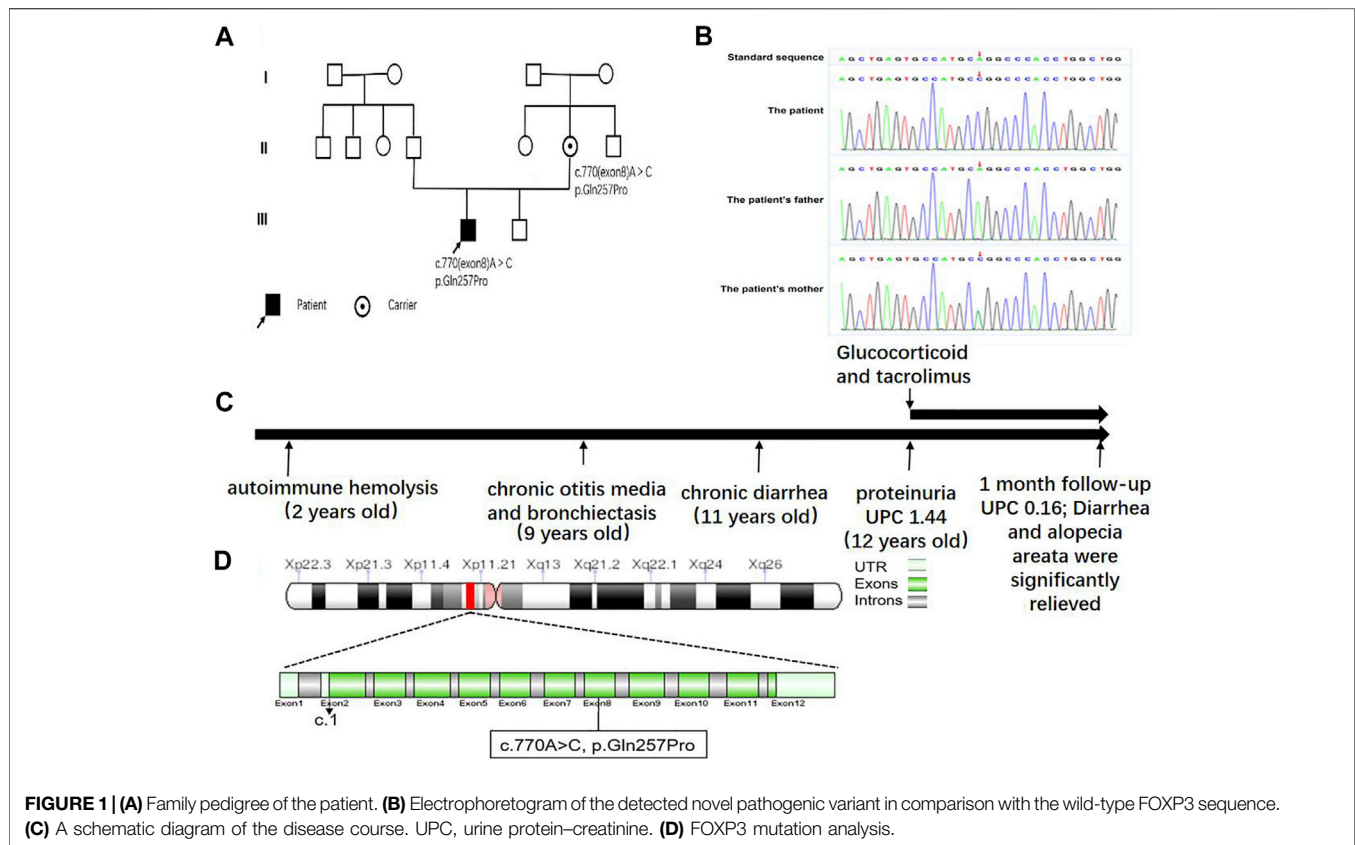 A
I
II
III
c.770(exon8)A > C
p.Gln257Pro
c.770(exon8)A > C
p.Gln257Pro
Patient
Carrier
B
Standard sequence
A G C T G A G T G C C A T G C A G G C C C A C C T G G C T G G
A G C T G A G T G C C A T G C C G G C C C A C C T G G C T G G
The patient
A G C T G A G T G C C A T G C A G G C C C A C C T G G C T G G
The patient's father
A G C T G A G T G C C A T G C C G G C C C A C C T G G C T G G
The patient's mother
C
Glucocorticoid
and tacrolimus
autoimmune hemolysis
(2 years old)
chronic otitis media
and bronchiectasis
(9 years old)
chronic diarrhea
(11 years old)
proteinuria
UPC 1.44
(12 years old)
1 month follow-up
UPC 0.16; Diarrhea
and alopecia
areata were
significantly
relieved
D
Xp22.3 Xp21.3 Xp11.4 Xp11.21 Xq13 Xq21.2 Xq22.1 Xq24 Xq26
UTR
Exons
Introns
Exon1 Exon2 Exon3 Exon4 Exon5 Exon6 Exon7 Exon8 Exon9 Exon10 Exon11 Exon12
c.1
c.770A>C, p.Gln257Pro
FIGURE 1 | (A) Family pedigree of the patient. (B) Electrophoretogram of the detected novel pathogenic variant in comparison with the wild-type FOXP3 sequence.
(C) A schematic diagram of the disease course. UPC, urine protein–creatinine. (D) FOXP3 mutation analysis.